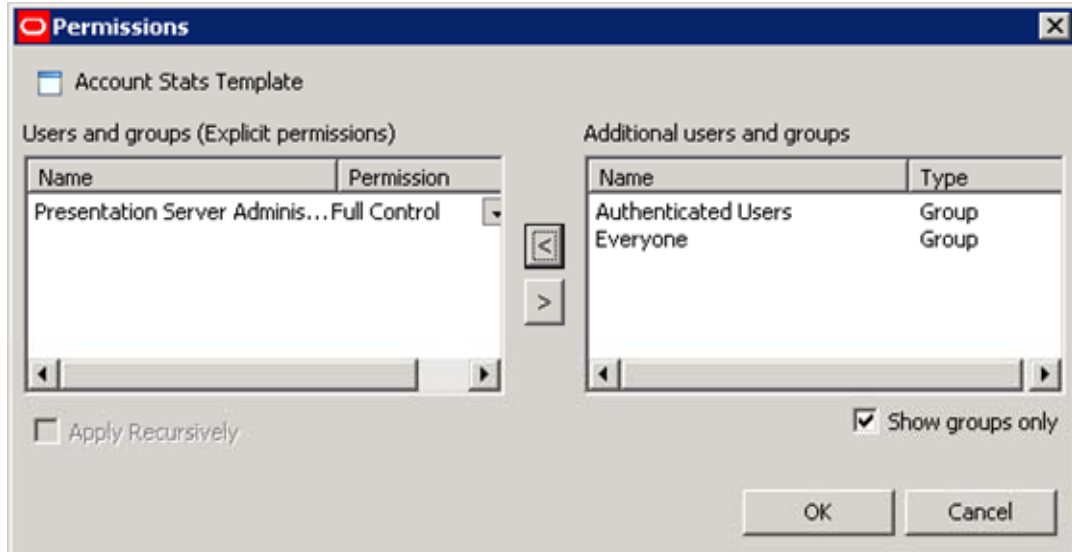 Permissions
Account Stats Template
Users and groups (Explicit permissions)
Additional users and groups
Name Permission
Name Type
Presentation Server Adminis... Full Control
Authenticated Users Group
Everyone Group
<
>
Apply Recursively
Show groups only
OK Cancel